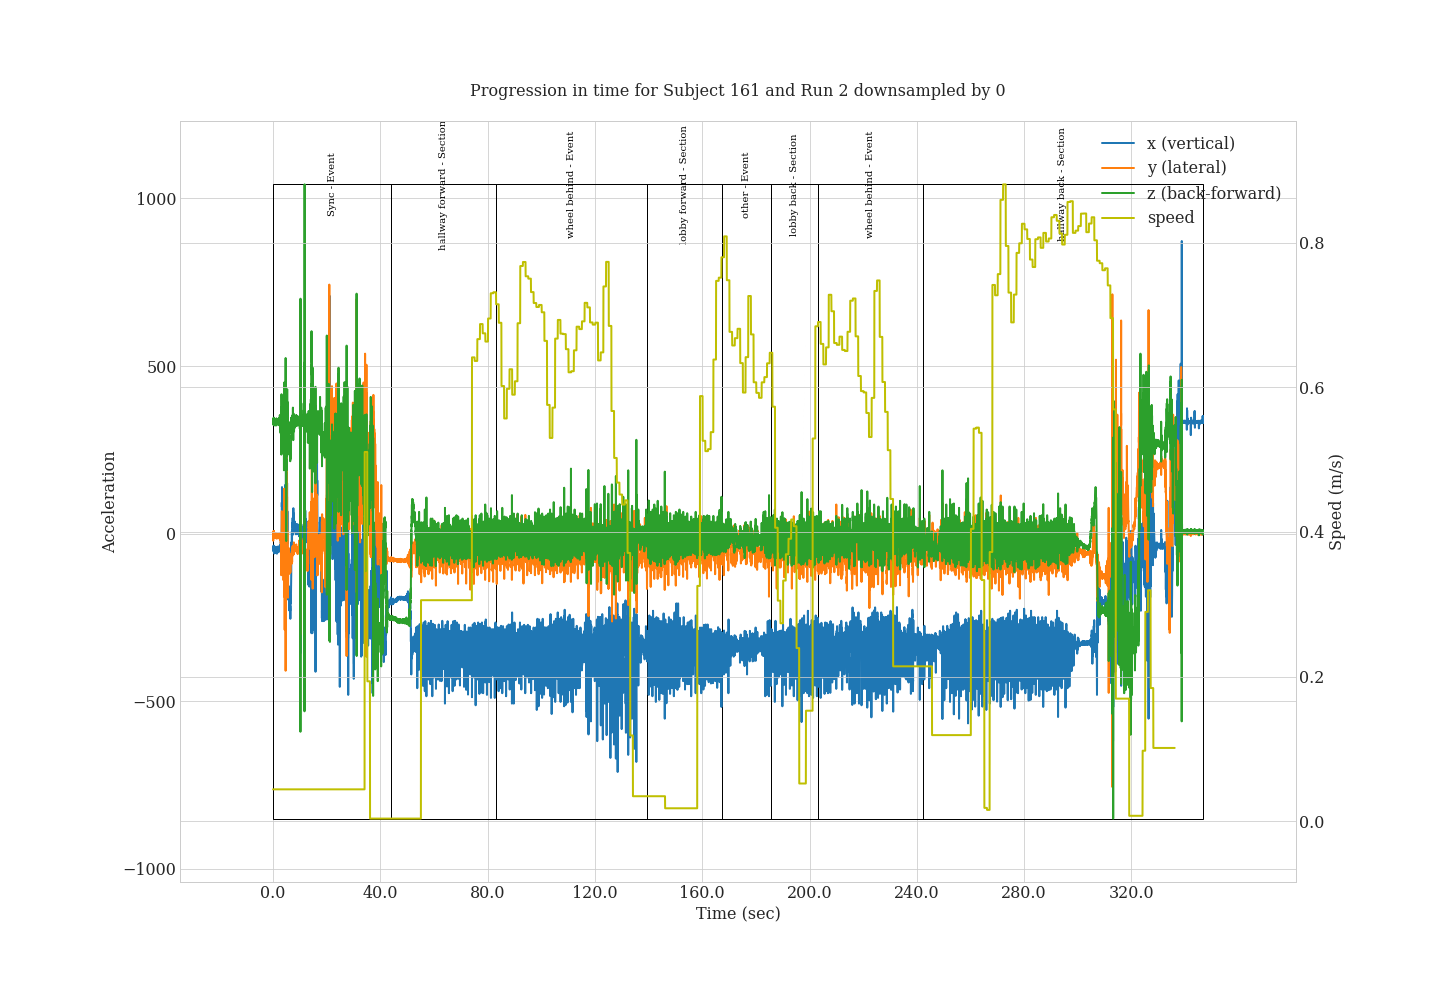 Progression in time for Subject 161 and Run 2 downsampled by 0
x (vertical)
y (lateral)
z (back-forward)
speed
Sync - Event
hallway forward - Section
wheel behind - Event
lobby forward - Section
other - Event
lobby back - Section
wheel behind - Event
hallway back - Section
1000
500
0
−500
−1000
Acceleration
0.8
0.6
0.4
0.2
0.0
Speed (m/s)
0.0 40.0 80.0 120.0 160.0 200.0 240.0 280.0 320.0
Time (sec)